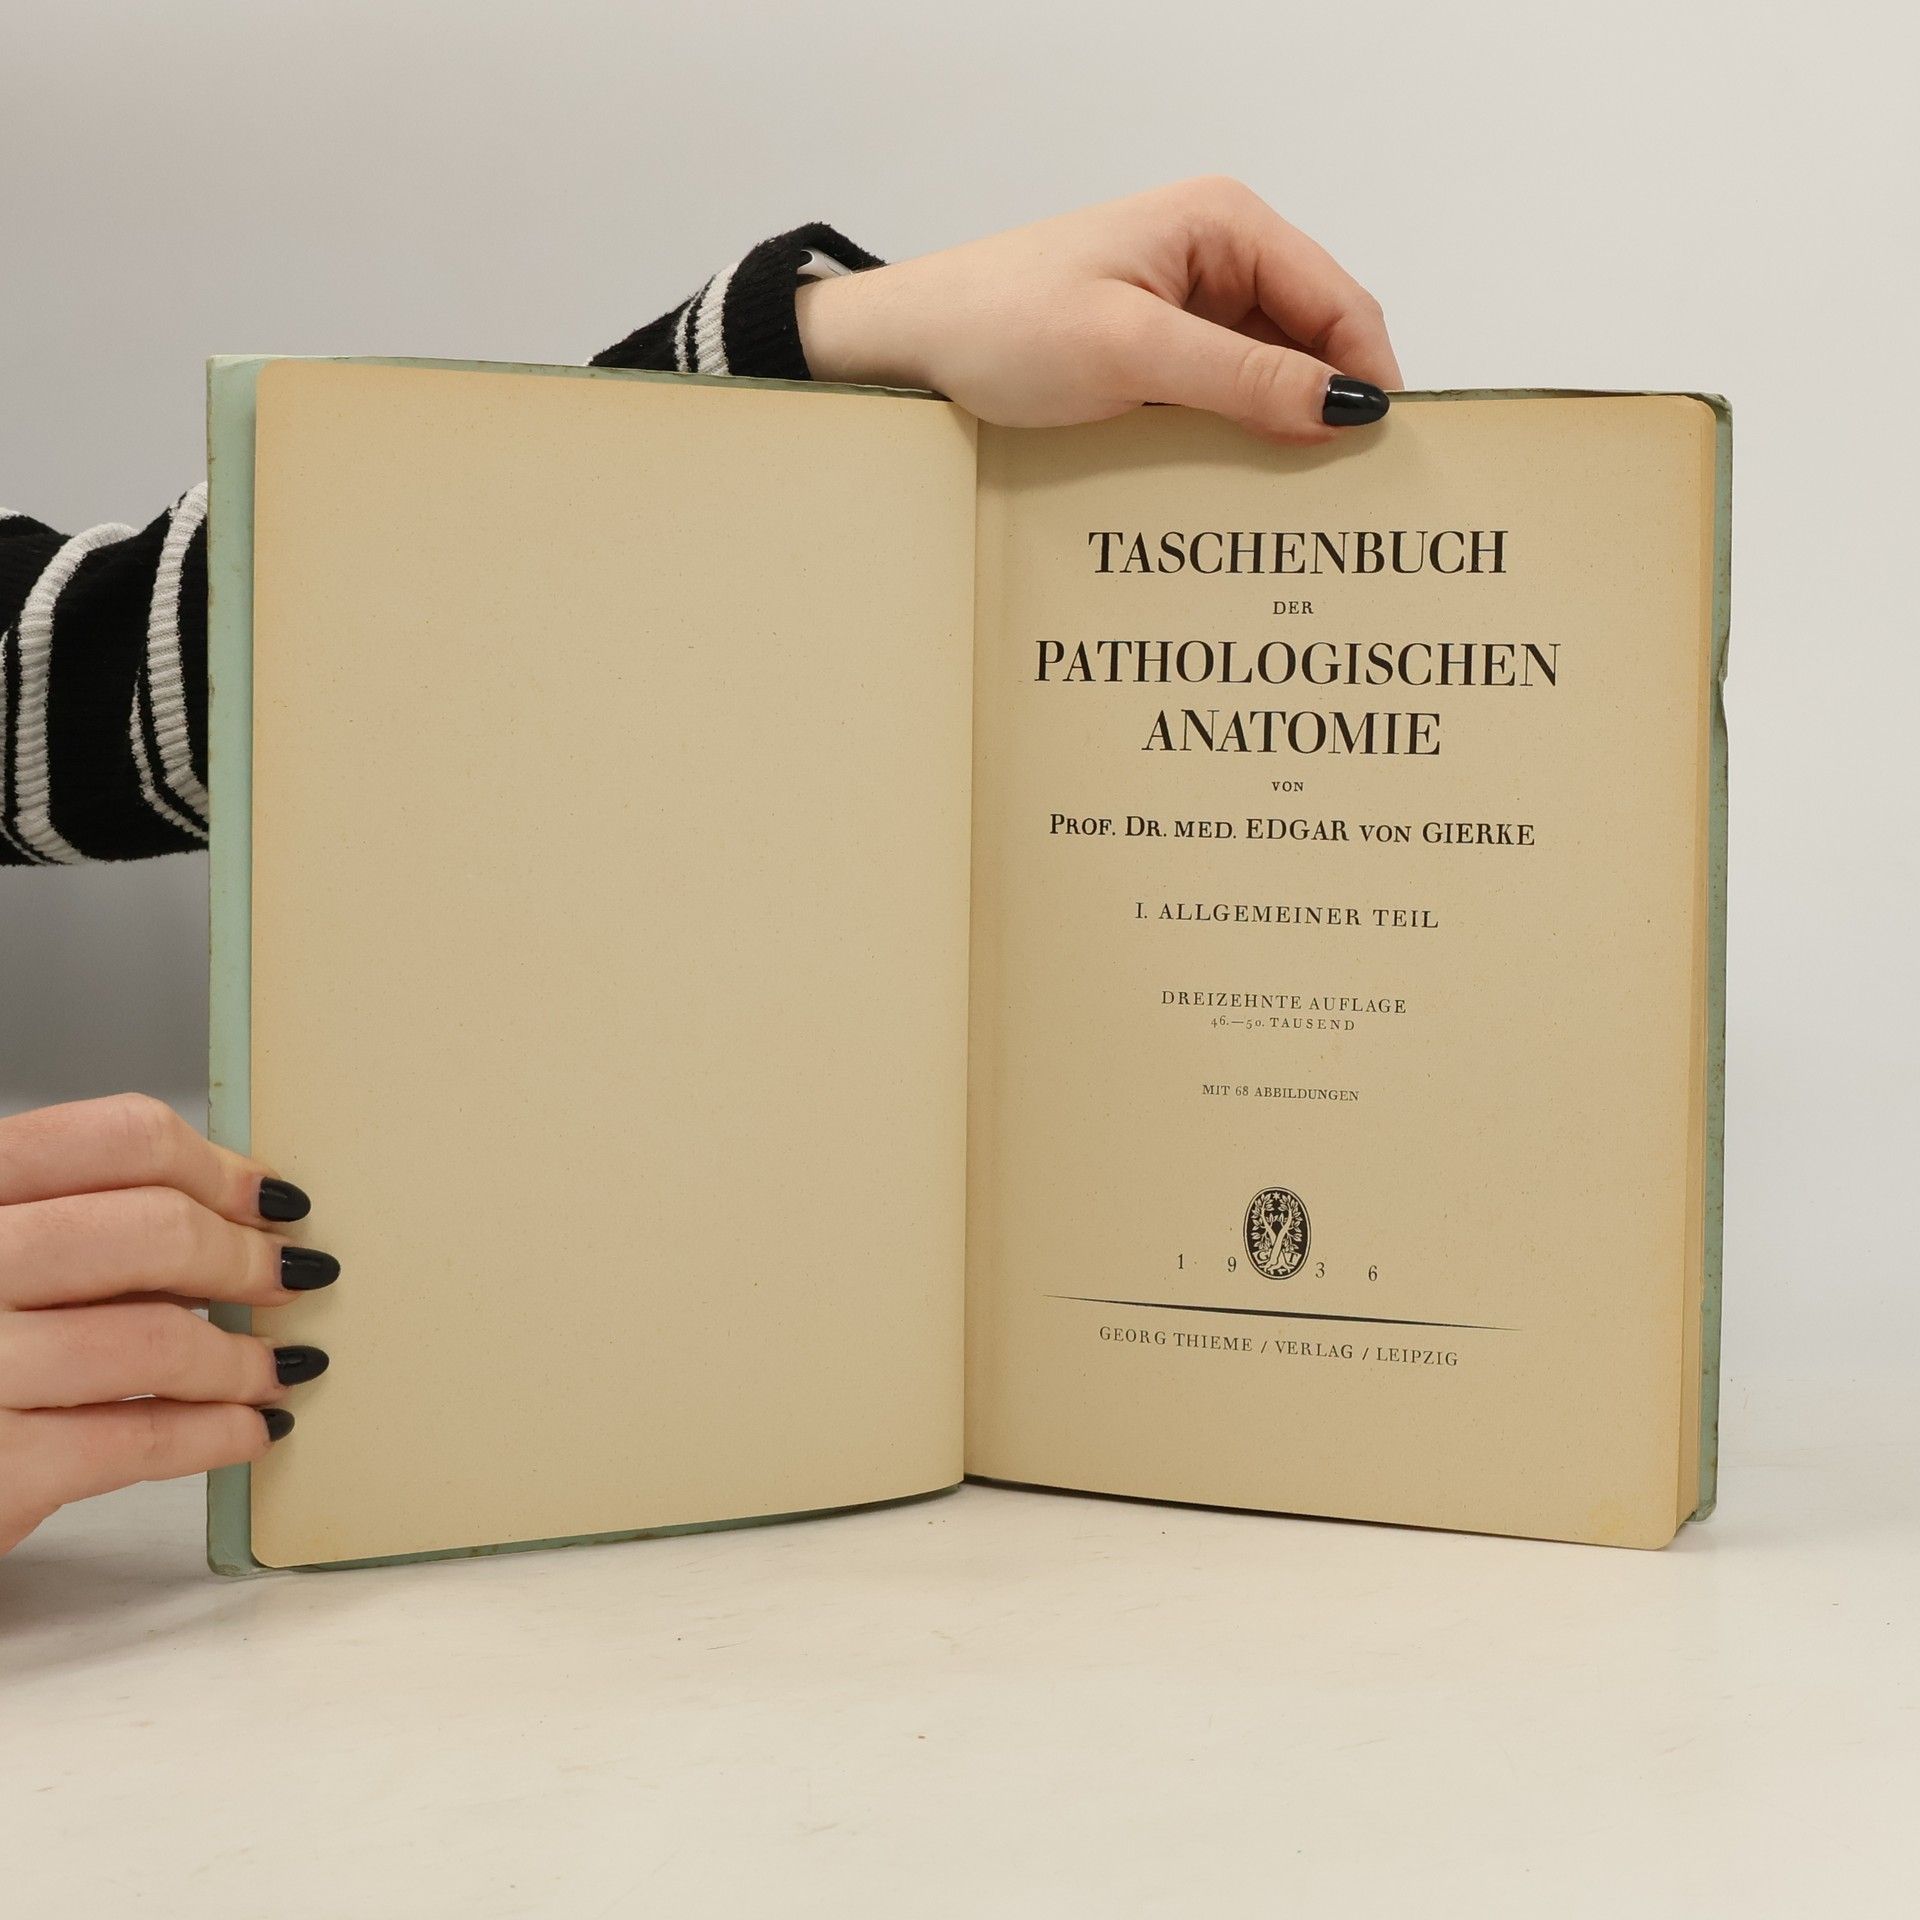 TASCHENBUCH
DER
PATHOLOGISCHEN
ANATOMIE
VON
PROF. DR. MED. EDGAR VON GIERKE
I. ALLGEMEINER TEIL
DREIZEHNTE AUFLAGE
46.—50. TAUSEND
MIT 68 ABBILDUNGEN
G T
1 9 3 6
GEORG THIEME / VERLAG / LEIPZIG